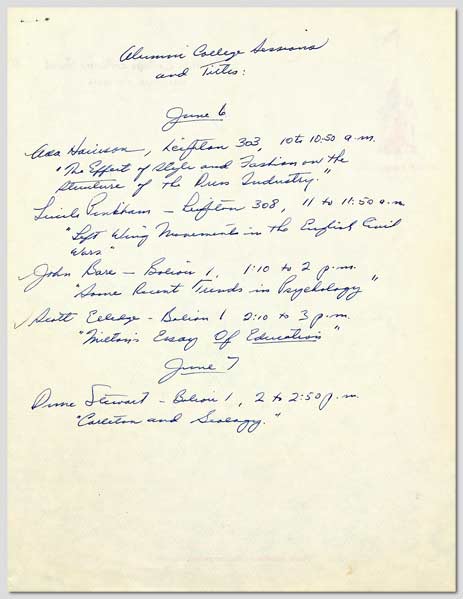 Alumni College Sessions
and Titles:
June 6
Ada Harrison, Leighton 303, 10 to 10:50 a.m.
"The Effect of Style and Fashion on the
Structure of the Dress Industry."
Lucile Pinkham - Leighton 308, 11 to 11:50 a.m
"Left Wing Movements in the English Civil
Wars"
John Bare - Boliou 1, 1:10 to 2 p.m.
"Some Recent Trends in Psychology"
Scott Elledge - Boliou 1 2:10 to 3 p.m.
"Milton's Essay Of Education"
June 7
Duncan Stewart - Boliou 1, 2 to 2:50 p.m.
"Carleton and Geology."